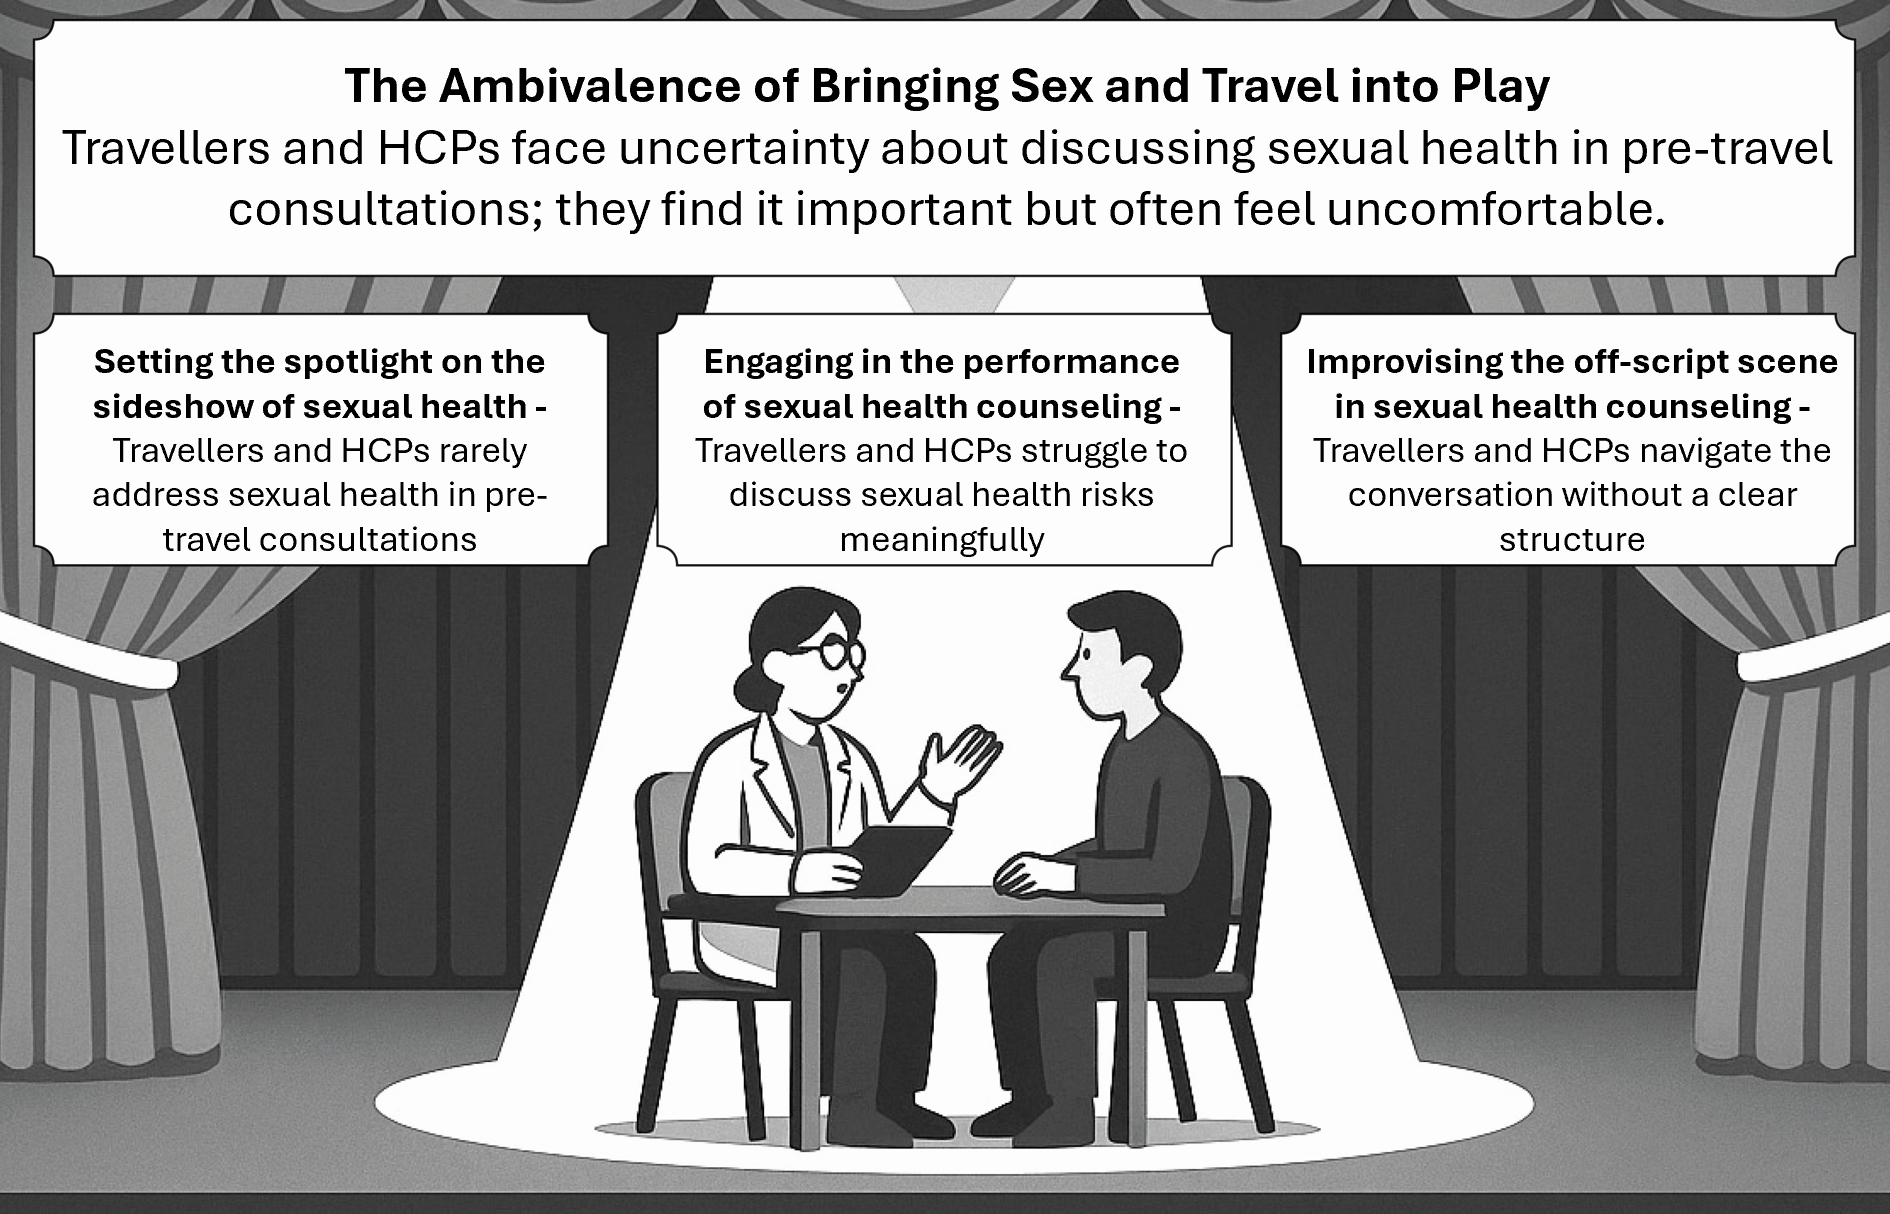 The Ambivalence of Bringing Sex and Travel into Play
Travellers and HCPs face uncertainty about discussing sexual health in pre-travel
consultations; they find it important but often feel uncomfortable.
Setting the spotlight on the
sideshow of sexual health -
Travellers and HCPs rarely
address sexual health in pre-
travel consultations
Engaging in the performance
of sexual health counseling -
Travellers and HCPs struggle to
discuss sexual health risks
meaningfully
Improvising the off-script scene
in sexual health counseling -
Travellers and HCPs navigate the
conversation without a clear
structure